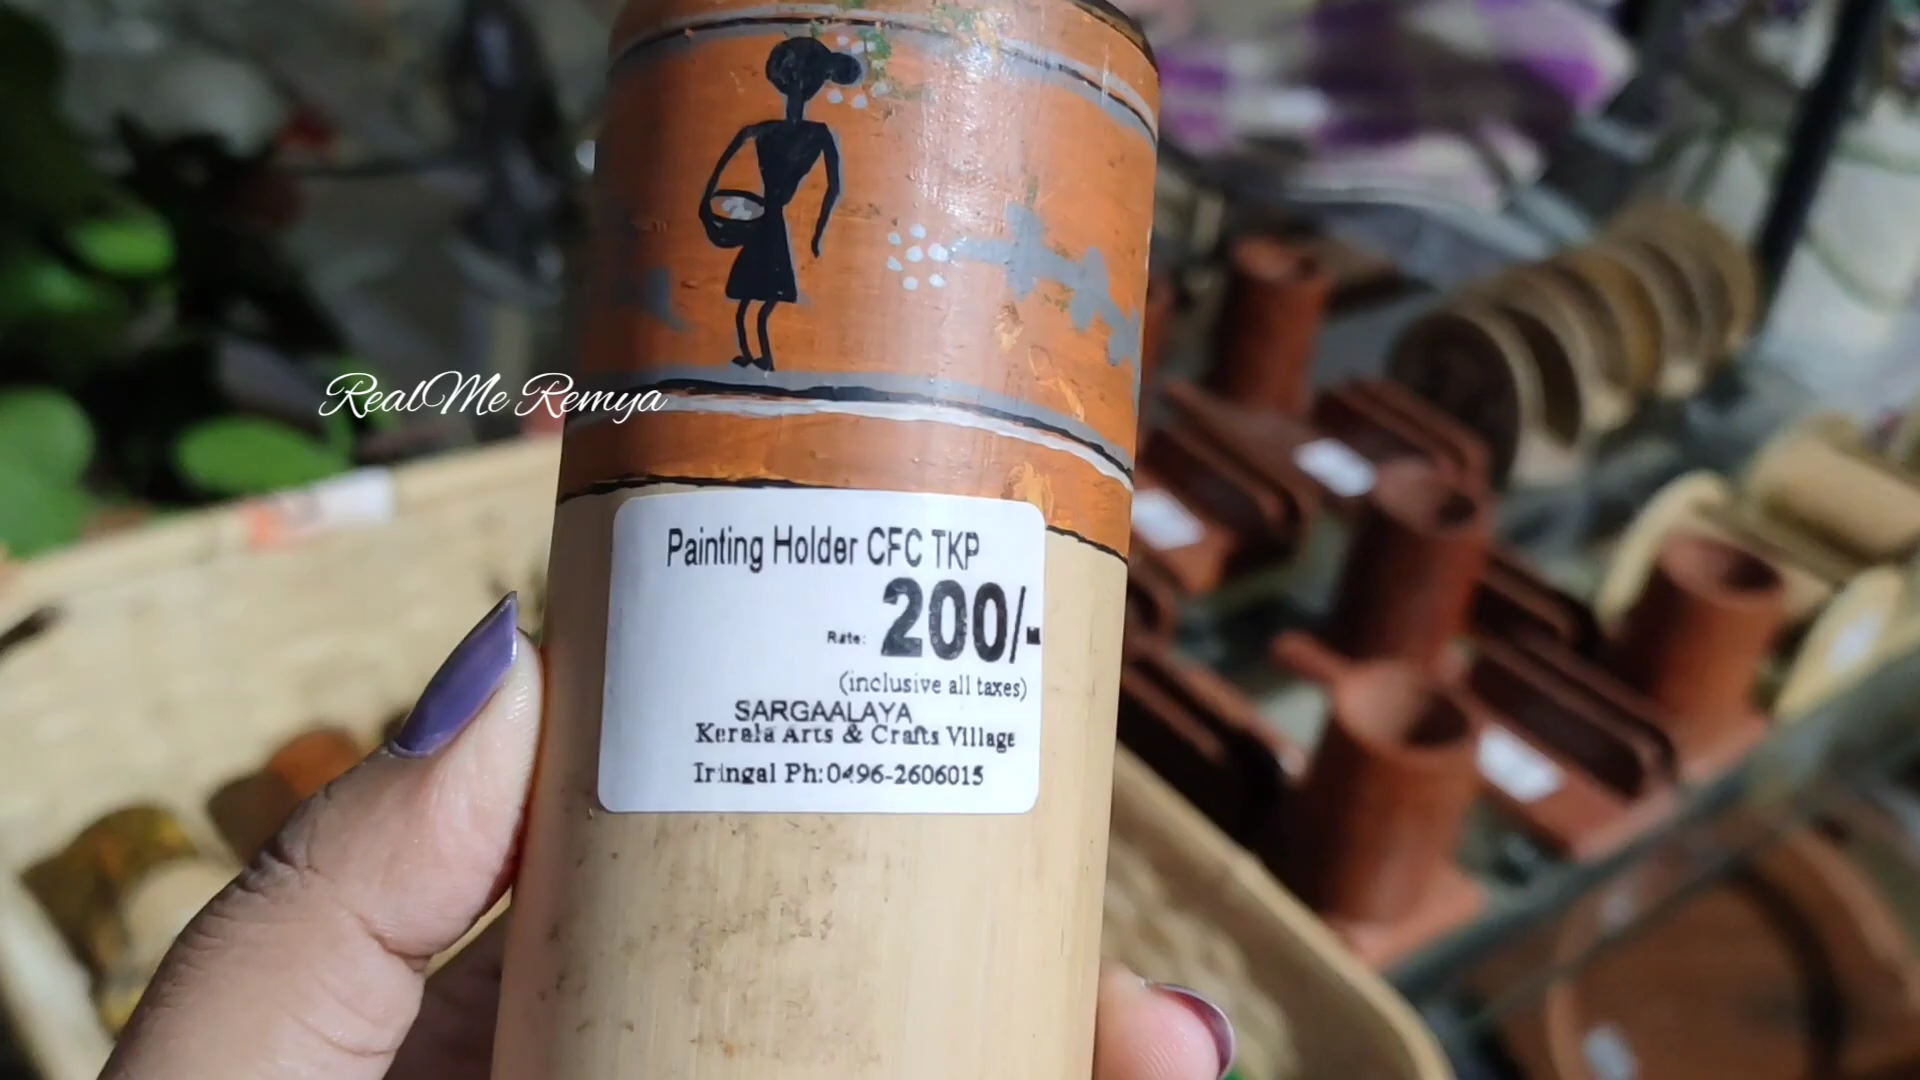 RealMe Remya
Painting Holder CFC TKP
Rate: 200/-
(inclusive all taxes)
SARGAALAYA
Kerala Arts & Crafts Village
Iringal Ph:0496-2606015